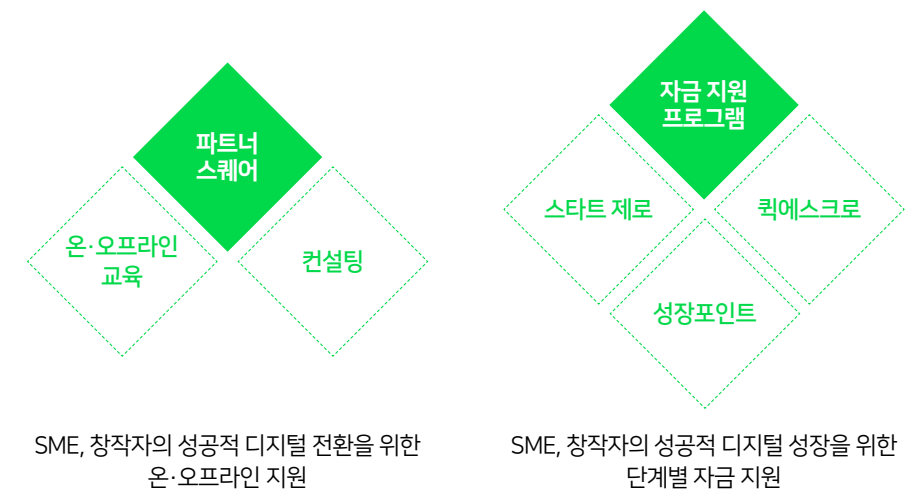 파트너
스퀘어
온·오프라인
교육
컨설팅
SME, 창작자의 성공적 디지털 전환을 위한
온·오프라인 지원
자금 지원
프로그램
스타트 제로
퀵에스크로
성장포인트
SME, 창작자의 성공적 디지털 성장을 위한
단계별 자금 지원